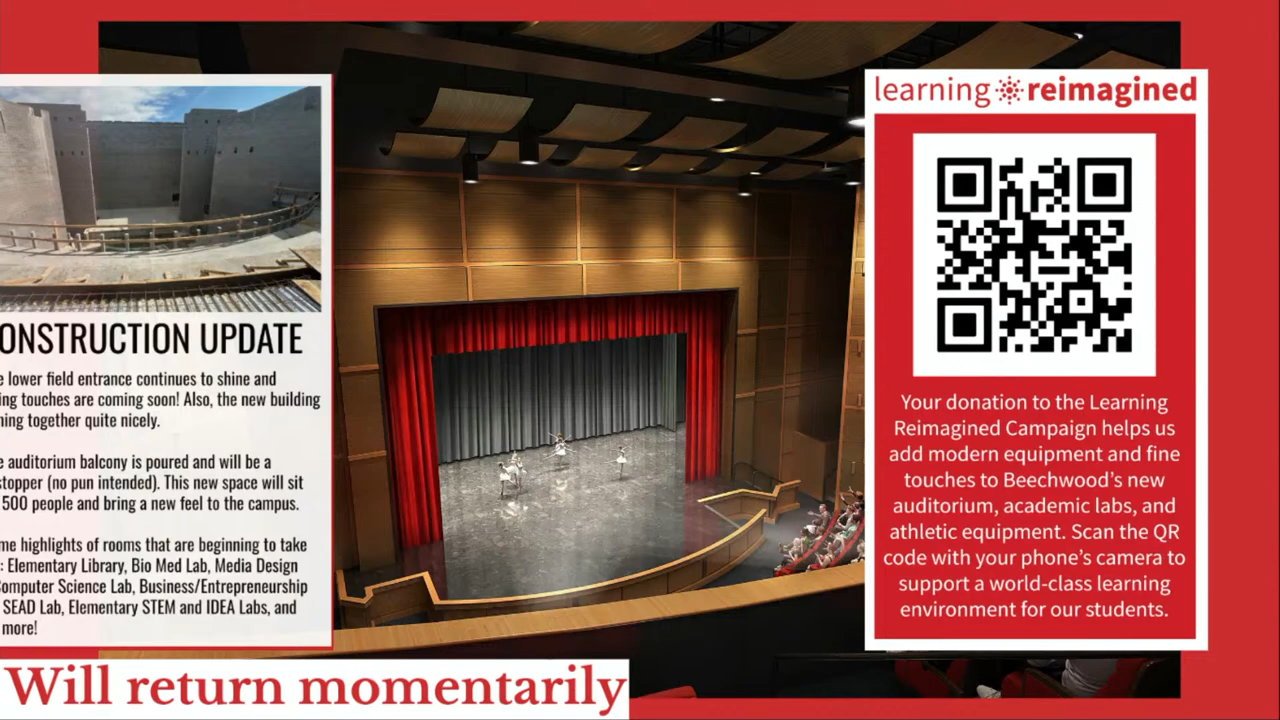 ONSTRUCTION UPDATE
e lower field entrance continues to shine and
ing touches are coming soon! Also, the new building
ning together quite nicely.
e auditorium balcony is poured and will be a
stopper (no pun intended). This new space will sit
500 people and bring a new feel to the campus.
me highlights of rooms that are beginning to take
: Elementary Library, Bio Med Lab, Media Design
Computer Science Lab, Business/Entrepreneurship
SEAD Lab, Elementary STEM and IDEA Labs, and
more!
Will return momentarily
learning reimagined
Your donation to the Learning
Reimagined Campaign helps us
add modern equipment and fine
touches to Beechwood's new
auditorium, academic labs, and
athletic equipment. Scan the QR
code with your phone's camera to
support a world-class learning
environment for our students.